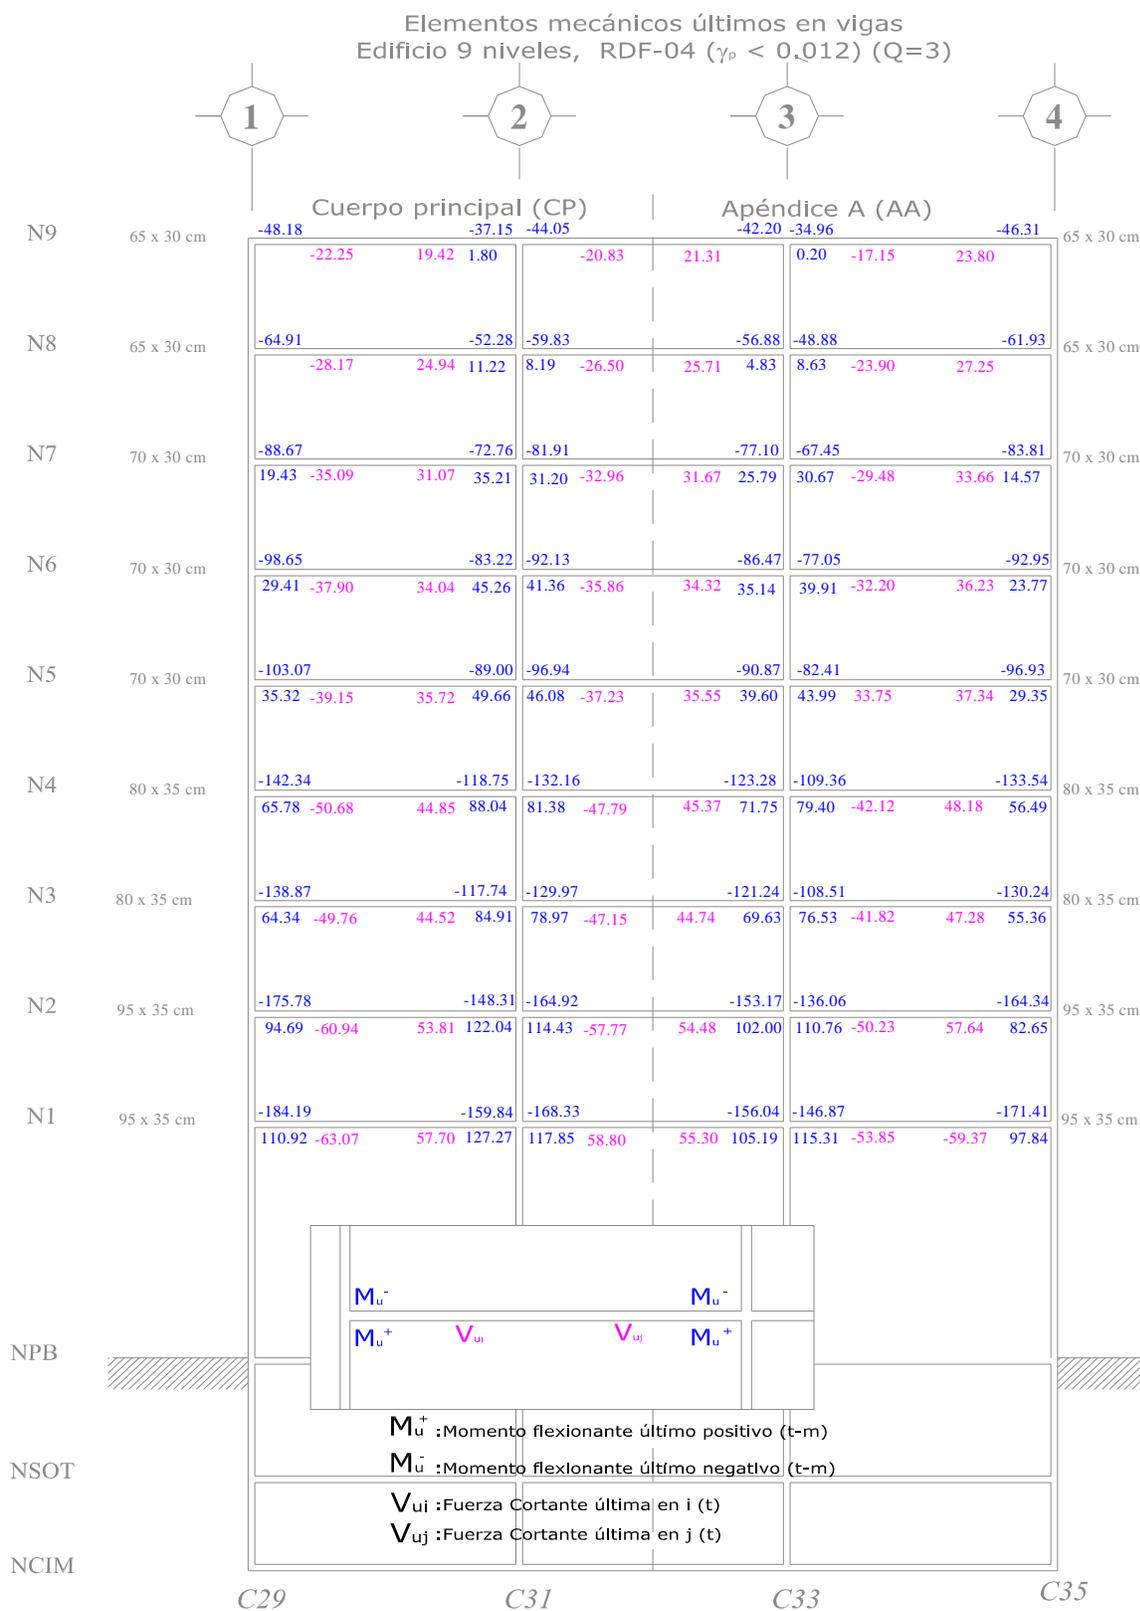 Elementos mecánicos últimos en vigas
Edificio 9 niveles, RDF-04 (γp < 0.012) (Q=3)
1 2 3 4
Cuerpo principal (CP) Apéndice A (AA)
N9 65 x 30 cm -48.18 -37.15 -44.05 -42.20 -34.96 -46.31 65 x 30 cm
-22.25 19.42 1.80 -20.83 21.31 0.20 -17.15 23.80
N8 65 x 30 cm -64.91 -52.28 -59.83 -56.88 -48.88 -61.93 65 x 30 cm
-28.17 24.94 11.22 8.19 -26.50 25.71 4.83 8.63 -23.90 27.25
N7 70 x 30 cm -88.67 -72.76 -81.91 -77.10 -67.45 -83.81 70 x 30 cm
19.43 -35.09 31.07 35.21 31.20 -32.96 31.67 25.79 30.67 -29.48 33.66 14.57
N6 70 x 30 cm -98.65 -83.22 -92.13 -86.47 -77.05 -92.95 70 x 30 cm
29.41 -37.90 34.04 45.26 41.36 -35.86 34.32 35.14 39.91 -32.20 36.23 23.77
N5 70 x 30 cm -103.07 -89.00 -96.94 -90.87 -82.41 -96.93 70 x 30 cm
35.32 -39.15 35.72 49.66 46.08 -37.23 35.55 39.60 43.99 33.75 37.34 29.35
N4 80 x 35 cm -142.34 -118.75 -132.16 -123.28 -109.36 -133.54 80 x 35 cm
65.78 -50.68 44.85 88.04 81.38 -47.79 45.37 71.75 79.40 -42.12 48.18 56.49
N3 80 x 35 cm -138.87 -117.74 -129.97 -121.24 -108.51 -130.24 80 x 35 cm
64.34 -49.76 44.52 84.91 78.97 -47.15 44.74 69.63 76.53 -41.82 47.28 55.36
N2 95 x 35 cm -175.78 -148.31 -164.92 -153.17 -136.06 -164.34 95 x 35 cm
94.69 -60.94 53.81 122.04 114.43 -57.77 54.48 102.00 110.76 -50.23 57.64 82.65
N1 95 x 35 cm -184.19 -159.84 -168.33 -156.04 -146.87 -171.41 95 x 35 cm
110.92 -63.07 57.70 127.27 117.85 58.80 55.30 105.19 115.31 -53.85 -59.37 97.84
Mu- Mu-
Mu+ Vui Vuj Mu+
NPB
Mu+ :Momento flexionante último positivo (t-m)
Mu- :Momento flexionante último negativo (t-m)
NSOT
Vui :Fuerza Cortante última en i (t)
Vuj :Fuerza Cortante última en j (t)
NCIM
C29 C31 C33 C35